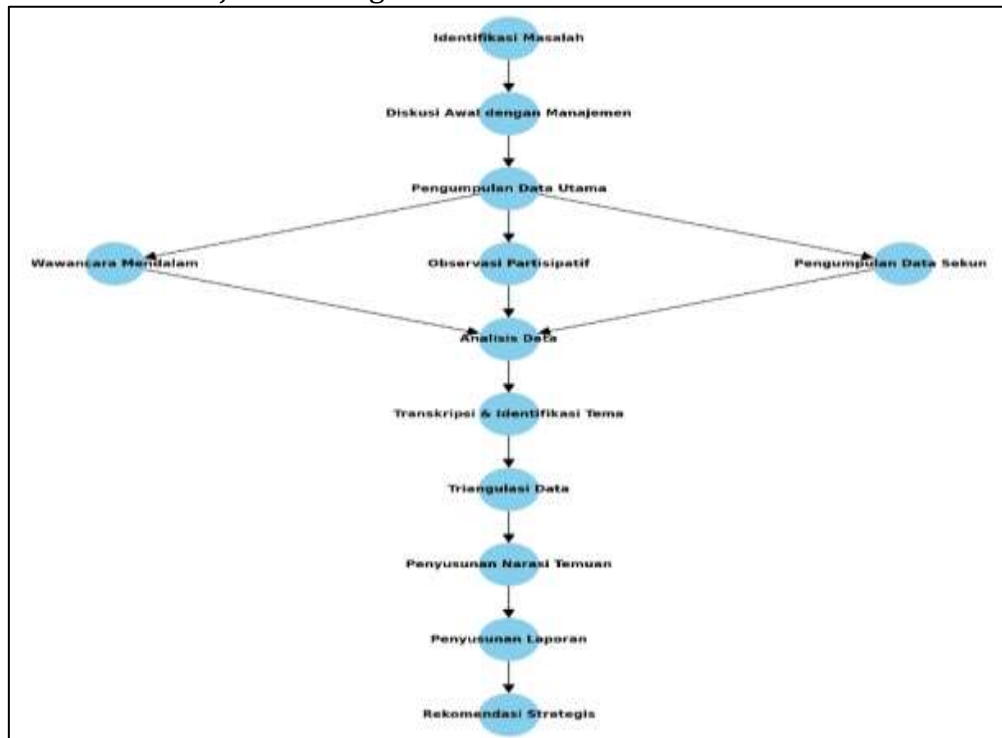 Identifikasi Masalah
Diskusi Awal dengan Manajemen
Pengumpulan Data Utama
Wawancara Mendalam
Observasi Partisipatif
Pengumpulan Data Sekun
Analisis Data
Transkripsi & Identifikasi Tema
Triangulasi Data
Penyusunan Narasi Temuan
Penyusunan Laporan
Rekomendasi Strategis